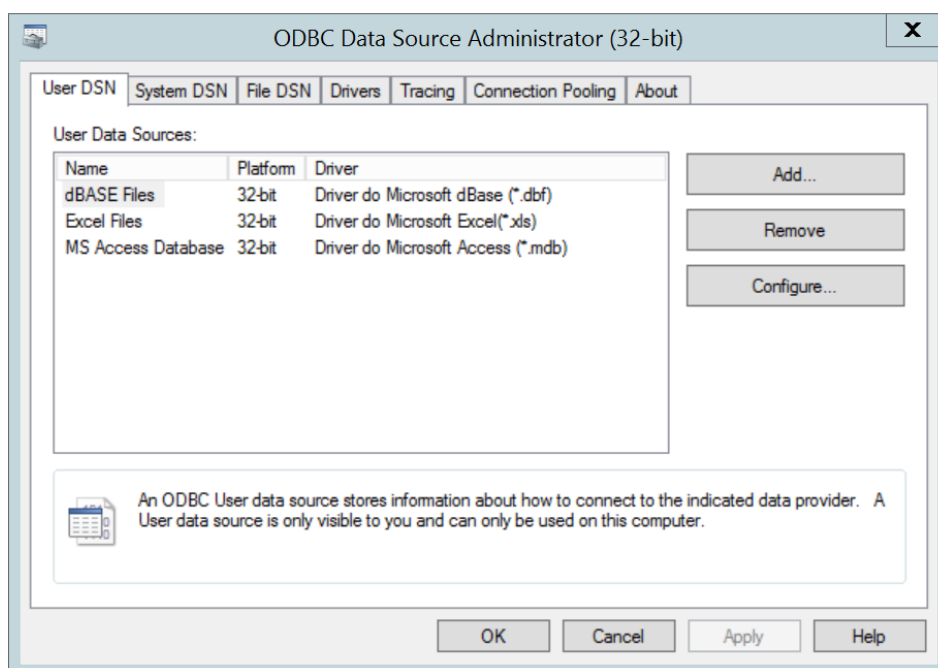 ODBC Data Source Administrator (32-bit)
X
User DSN System DSN File DSN Drivers Tracing Connection Pooling About
User Data Sources:
Name Platform Driver
dBASE Files 32-bit Driver do Microsoft dBase (*.dbf)
Excel Files 32-bit Driver do Microsoft Excel(*.xls)
MS Access Database 32-bit Driver do Microsoft Access (*.mdb)
Add...
Remove
Configure...
An ODBC User data source stores information about how to connect to the indicated data provider. A
User data source is only visible to you and can only be used on this computer.
OK Cancel Apply Help